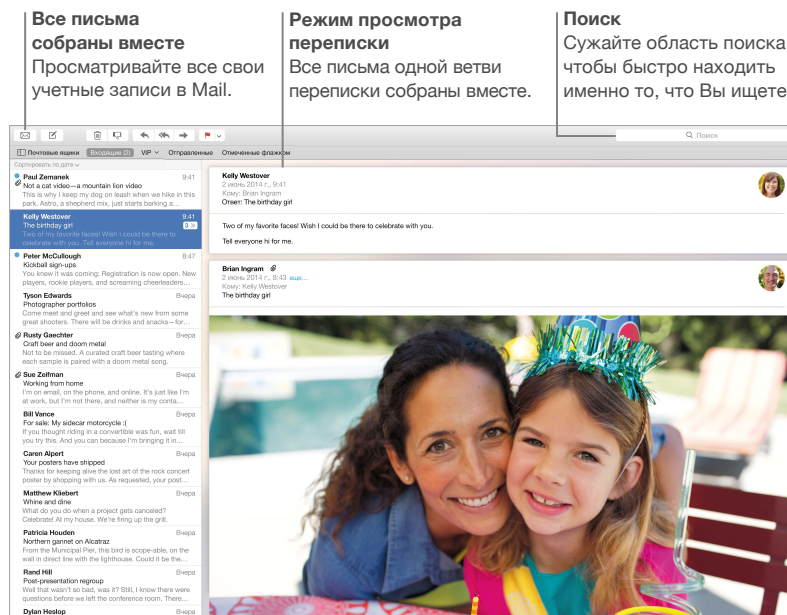 Все письма
собраны вместе
Просматривайте все свои
учетные записи в Mail.
Режим просмотра
переписки
Все письма одной ветви
переписки собраны вместе.
Поиск
Сужайте область поиска
чтобы быстро находить
именно то, что Вы ищете
Поиск
Почтовые ящики Входящие (2) VIP Отправленные Отмеченные флажком
Сортировать по дате
Paul Zemanek 9:41
Not a cat video—a mountain lion video
This is why I keep my dog on leash when we hike in this
park. Astro, a shepherd mix, just starts barking a…
Kelly Westover 9:41
The birthday girl 3
Two of my favorite faces! Wish I could be there to
celebrate with you. Tell everyone hi for me.
Peter McCullough 8:47
Kickball sign-ups
You knew it was coming: Registration is now open. New
players, rookie players, and screaming cheerleaders…
Tyson Edwards Вчера
Photographer portfolios
Come meet and greet and see what's new from some
great shooters. There will be drinks and snacks—for…
Rusty Gaechter Вчера
Craft beer and doom metal
Not to be missed. A curated craft beer tasting where
each sample is paired with a doom metal song.
Sue Zeifman Вчера
Working from home
I'm on email, on the phone, and online. It's just like I'm
at work, but I'm not there, and neither is my conta…
Bill Vance Вчера
For sale: My sidecar motorcycle :(
If you thought riding in a convertible was fun, wait till
you try this. And you can because I'm bringing it in…
Caren Alpert Вчера
Your posters have shipped
Thanks for keeping alive the lost art of the rock concert
poster by shopping with us. As requested, your post…
Matthew Kliebert Вчера
Whine and dine
What do you do when a project gets canceled?
Celebrate! At my house. We're firing up the grill.
Patricia Houden Вчера
Northern gannet on Alcatraz
From the Municipal Pier, this bird is scope-able, on the
wall in direct line with the lighthouse. Could it be the…
Rand Hill Вчера
Post-presentation regroup
Well that wasn't so bad, was it? Still, I know there were
questions before we left the conference room. There…
Dylan Heslop Вчера
Kelly Westover
2 июнь 2014 г., 9:41
Кому: Brian Ingram
Ответ: The birthday girl
Two of my favorite faces! Wish I could be there to celebrate with you.
Tell everyone hi for me.
Brian Ingram
2 июнь 2014 г., 8:43 еще…
Кому: Kelly Westover
The birthday girl